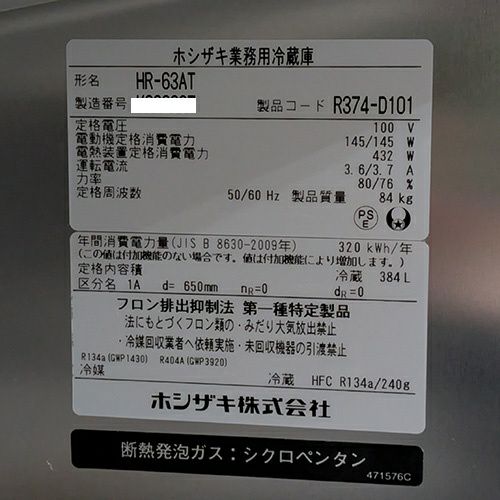 ホシザキ業務用冷蔵庫
形名 HR-63AT
製造番号
製品コード R374-D101
定格電圧 100 V
電動機定格消費電力 145/145 W
電熱装置定格消費電力 432 W
運転電流 3.6/3.7 A
力率 80/76 %
定格周波数 50/60 Hz 製品質量 84 kg
PSE
年間消費電力量(JIS B 8630-2009年) 320 kWh/年
(この値は付加機能のない場合です。値は付加機能により増加します。)
定格内容積 冷蔵 384L
区分名 1A d= 650mm nR=0 dR=0
フロン排出抑制法 第一種特定製品
法にもとづくフロン類の・みだり大気放出禁止
・冷媒回収業者へ依頼実施・未回収機器の引渡禁止
R134a(GWP1430) R404A(GWP3920)
冷媒 冷蔵 HFC R134a/240g
ホシザキ株式会社
断熱発泡ガス：シクロペンタン
471576C